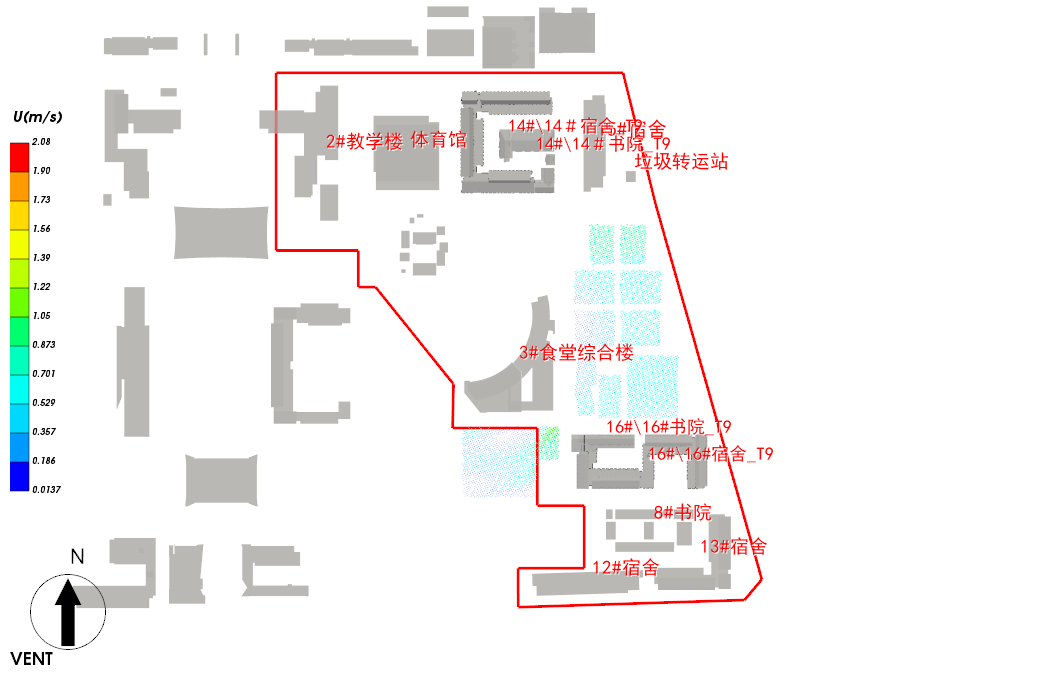 U(m/s)
2.08
1.90
1.73
1.56
1.39
1.22
1.05
0.873
0.701
0.529
0.357
0.186
0.0137
2#教学楼
体育馆
14#\14#宿舍_T9
宿舍
14#\14#书院_T9
垃圾转运站
3#食堂综合楼
16#\16#书院_T9
16#\16#宿舍_T9
8#书院
13#宿舍
12#宿舍
N
VENT